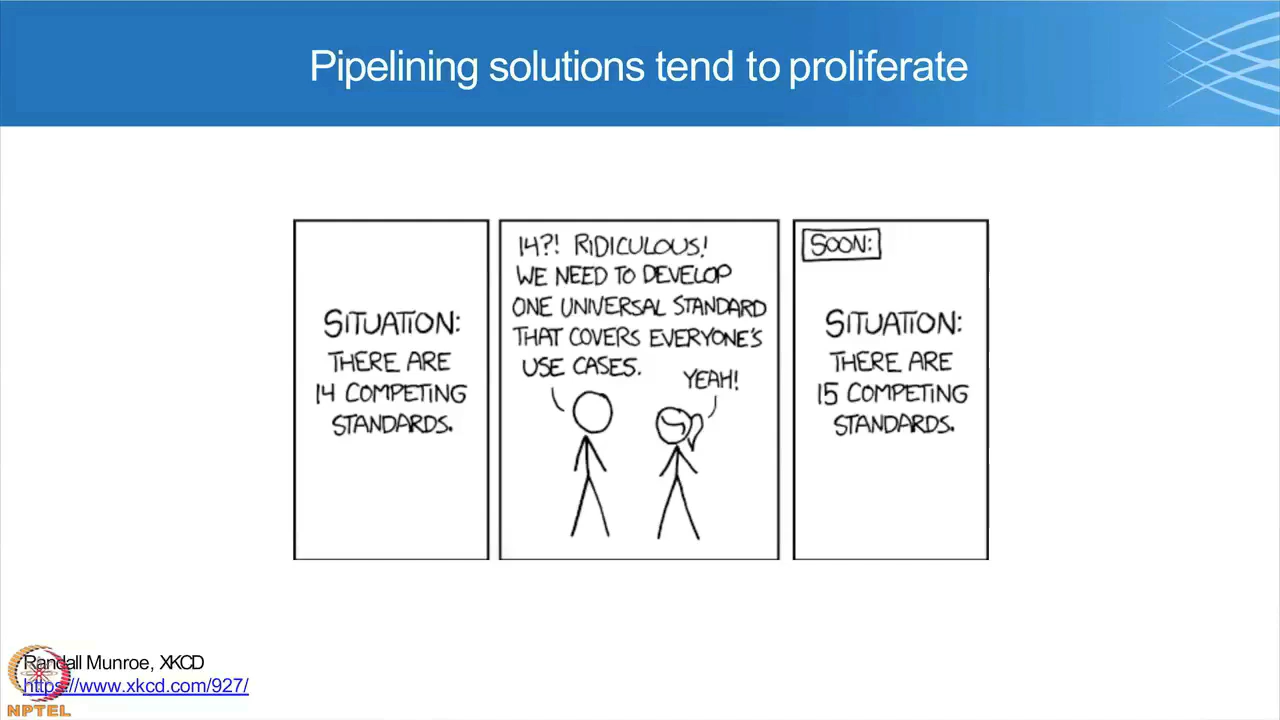 Pipelining solutions tend to proliferate
SITUATION:
THERE ARE
14 COMPETING
STANDARDS.
14?! RIDICULOUS!
WE NEED TO DEVELOP
ONE UNIVERSAL STANDARD
THAT COVERS EVERYONE'S
USE CASES.
YEAH!
SOON:
SITUATION:
THERE ARE
15 COMPETING
STANDARDS.
Randall Munroe, XKCD
https://www.xkcd.com/927/
NPTEL